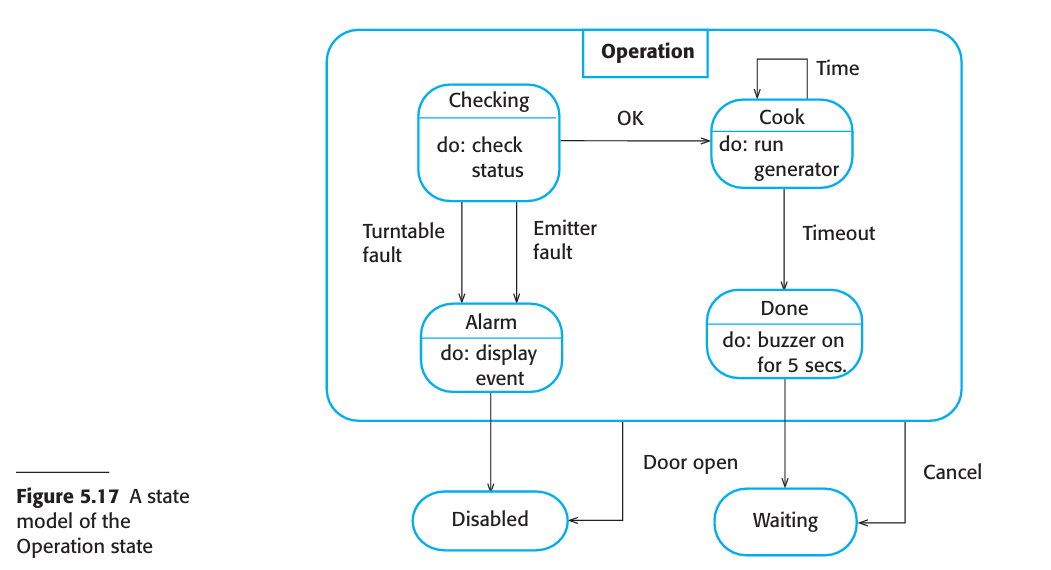 Operation
Time
Checking
OK
Cook
do: check
status
do: run
generator
Turntable
fault
Emitter
fault
Timeout
Alarm
do: display
event
Done
do: buzzer on
for 5 secs.
Door open
Cancel
Disabled
Waiting
Figure 5.17 A state
model of the
Operation state